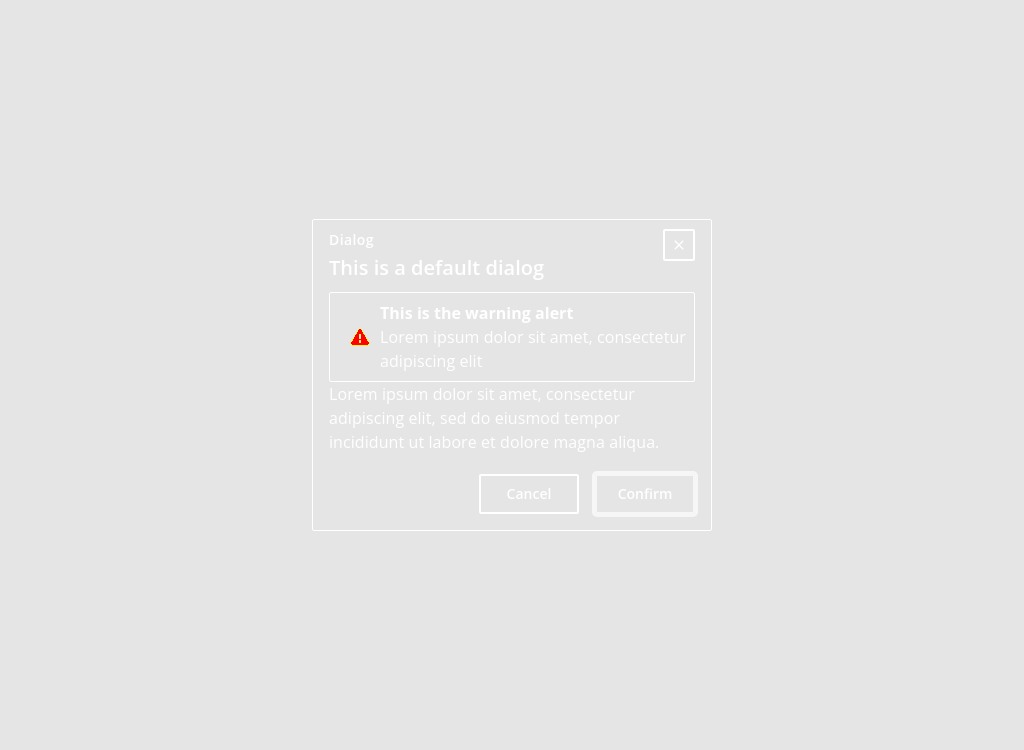 Dialog
This is a default dialog
This is the warning alert
Lorem ipsum dolor sit amet, consectetur
adipiscing elit
Lorem ipsum dolor sit amet, consectetur
adipiscing elit, sed do eiusmod tempor
incididunt ut labore et dolore magna aliqua.
Cancel Confirm